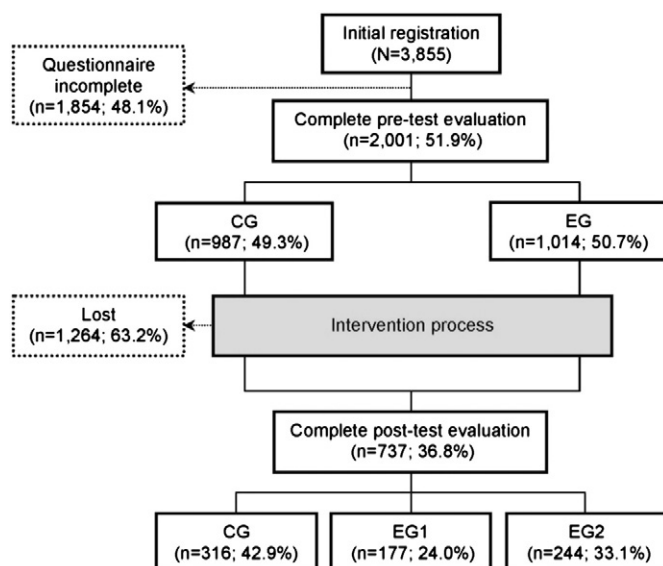 Initial registration
(N=3,855)
Questionnaire
incomplete
(n=1,854; 48.1%)
Complete pre-test evaluation
(n=2,001; 51.9%)
CG
(n=987; 49.3%)
EG
(n=1,014; 50.7%)
Lost
(n=1,264; 63.2%)
Intervention process
Complete post-test evaluation
(n=737; 36.8%)
CG
(n=316; 42.9%)
EG1
(n=177; 24.0%)
EG2
(n=244; 33.1%)